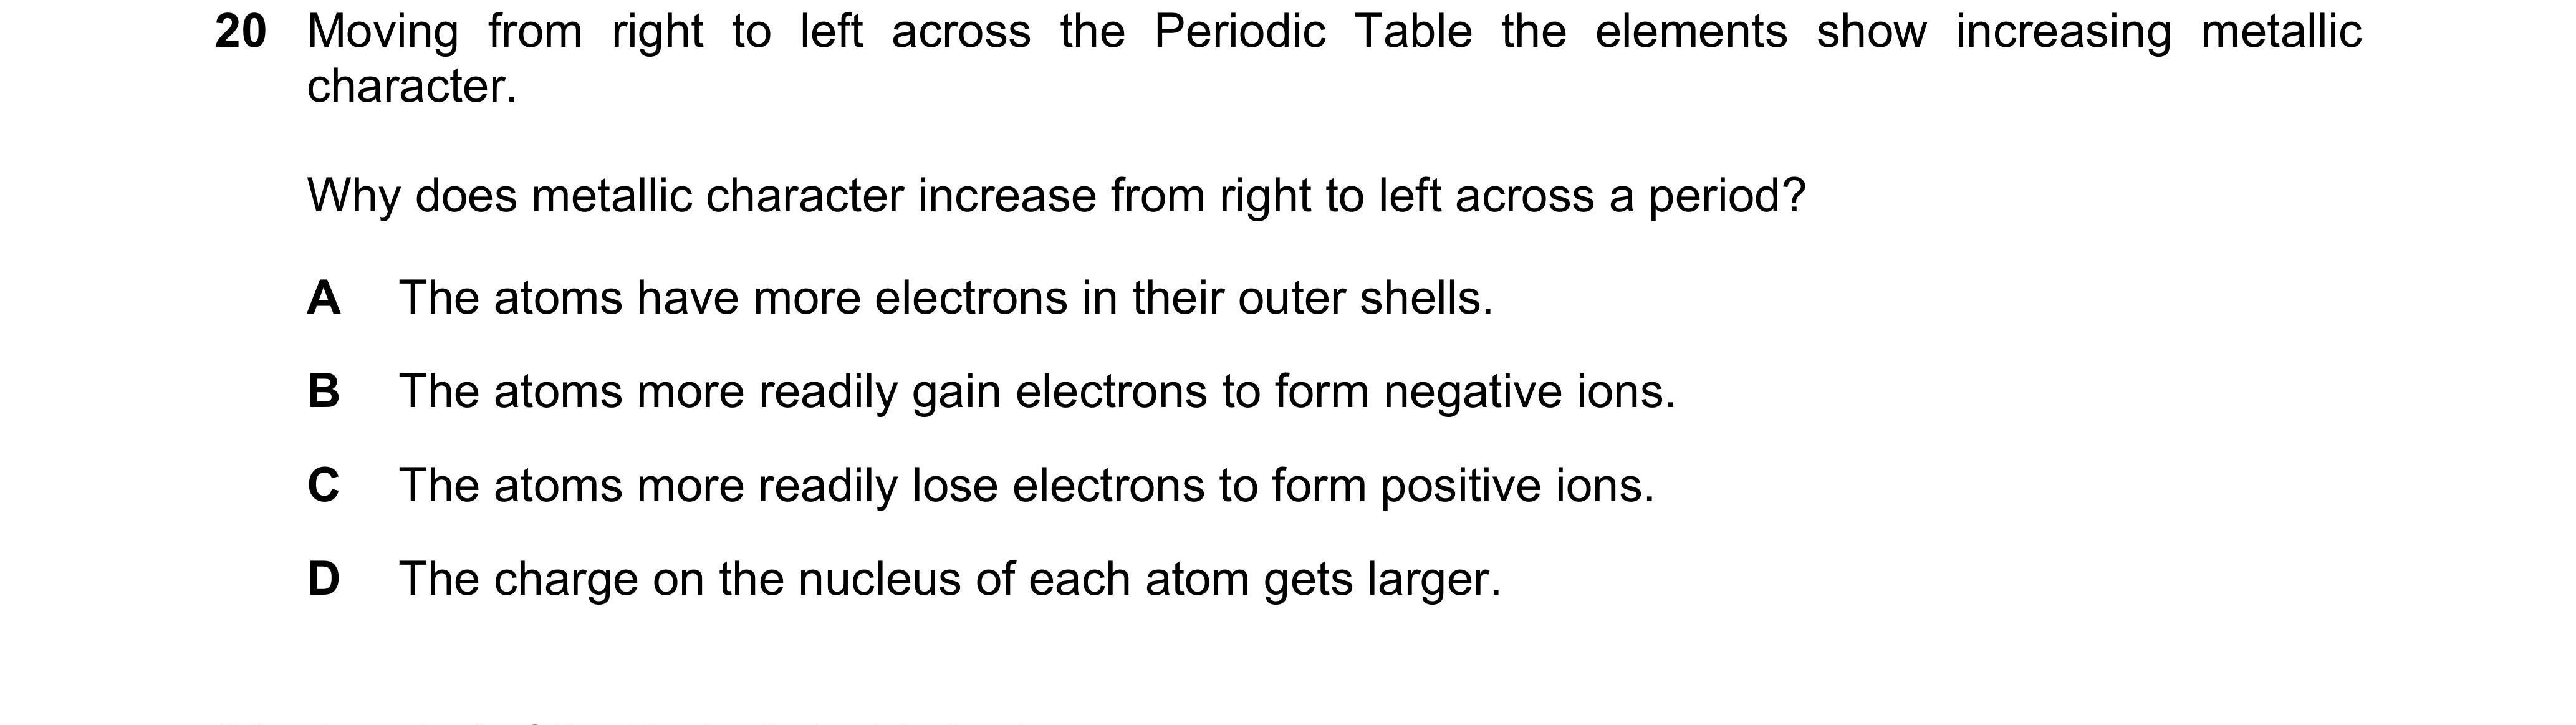 20 Moving from right to left across the Periodic Table the elements show increasing metallic
character.
Why does metallic character increase from right to left across a period?
A The atoms have more electrons in their outer shells.
B The atoms more readily gain electrons to form negative ions.
C The atoms more readily lose electrons to form positive ions.
D The charge on the nucleus of each atom gets larger.